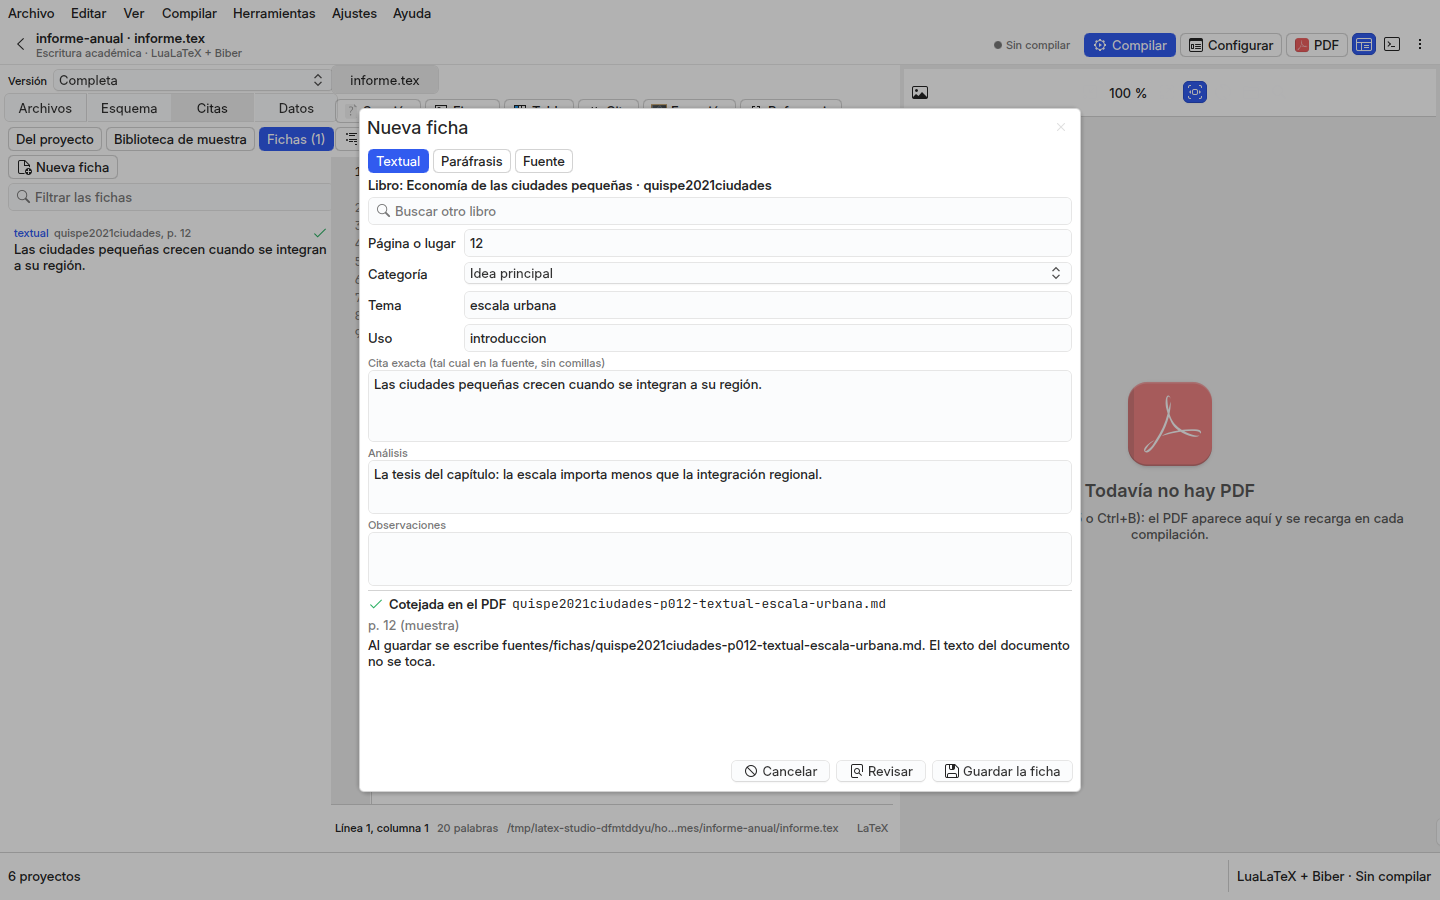 Archivo Editar Ver Compilar Herramientas Ajustes Ayuda
informe-anual · informe.tex
Escritura académica · LuaLaTeX + Biber
Sin compilar
Compilar
Configurar
PDF
Versión Completa
informe.tex
Archivos Esquema Citas Datos
100 %
Del proyecto Biblioteca de muestra Fichas (1)
Nueva ficha
Filtrar las fichas
textual quispe2021ciudades, p. 12
Las ciudades pequeñas crecen cuando se integran
a su región.
Nueva ficha
Textual Paráfrasis Fuente
Libro: Economía de las ciudades pequeñas · quispe2021ciudades
Buscar otro libro
Página o lugar 12
Categoría Idea principal
Tema escala urbana
Uso introduccion
Cita exacta (tal cual en la fuente, sin comillas)
Las ciudades pequeñas crecen cuando se integran a su región.
Análisis
La tesis del capítulo: la escala importa menos que la integración regional.
Observaciones
Cotejada en el PDF quispe2021ciudades-p012-textual-escala-urbana.md
p. 12 (muestra)
Al guardar se escribe fuentes/fichas/quispe2021ciudades-p012-textual-escala-urbana.md. El texto del documento
no se toca.
Cancelar Revisar Guardar la ficha
Todavía no hay PDF
o Ctrl+B): el PDF aparece aquí y se recarga en cada
compilación.
Línea 1, columna 1 20 palabras /tmp/latex-studio-dfmtddyu/ho...mes/informe-anual/informe.tex LaTeX
6 proyectos
LuaLaTeX + Biber · Sin compilar